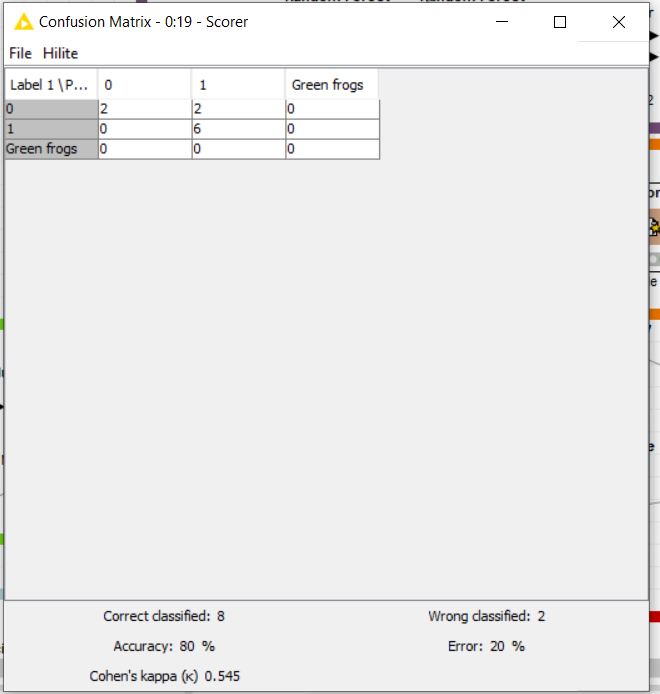 Confusion Matrix - 0:19 - Scorer
File Hilite
Label 1 \P... 0 1 Green frogs
0 2 2 0
1 0 6 0
Green frogs 0 0 0
Correct classified: 8 Wrong classified: 2
Accuracy: 80 % Error: 20 %
Cohen's kappa (κ) 0.545